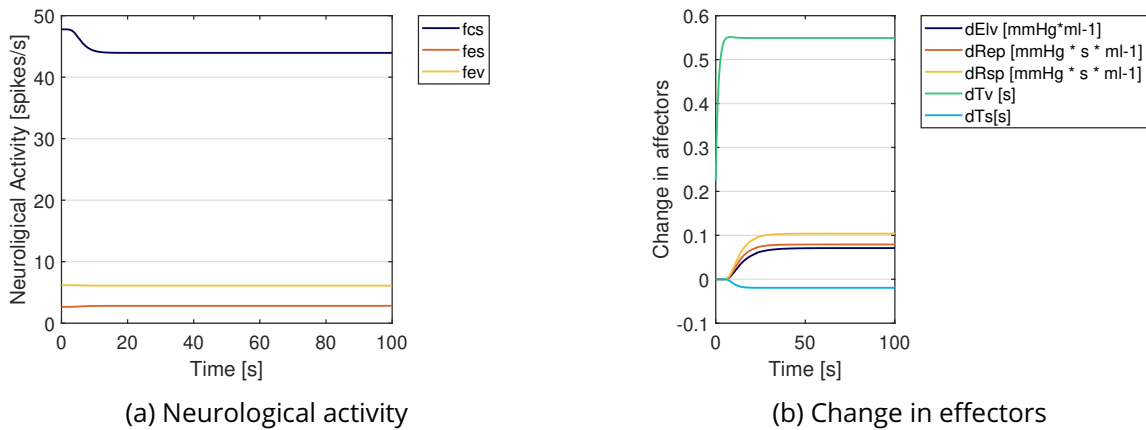 50
40
30
20
10
0
0
20
40
60
80
100
Neuroligical Activity [spikes/s]
Time [s]
fcs
fes
fev
(a) Neurological activity
0.6
0.5
0.4
0.3
0.2
0.1
0
-0.1
0
50
100
Change in affectors
Time [s]
dElv [mmHg*ml-1]
dRep [mmHg * s * ml-1]
dRsp [mmHg * s * ml-1]
dTv [s]
dTs[s]
(b) Change in effectors